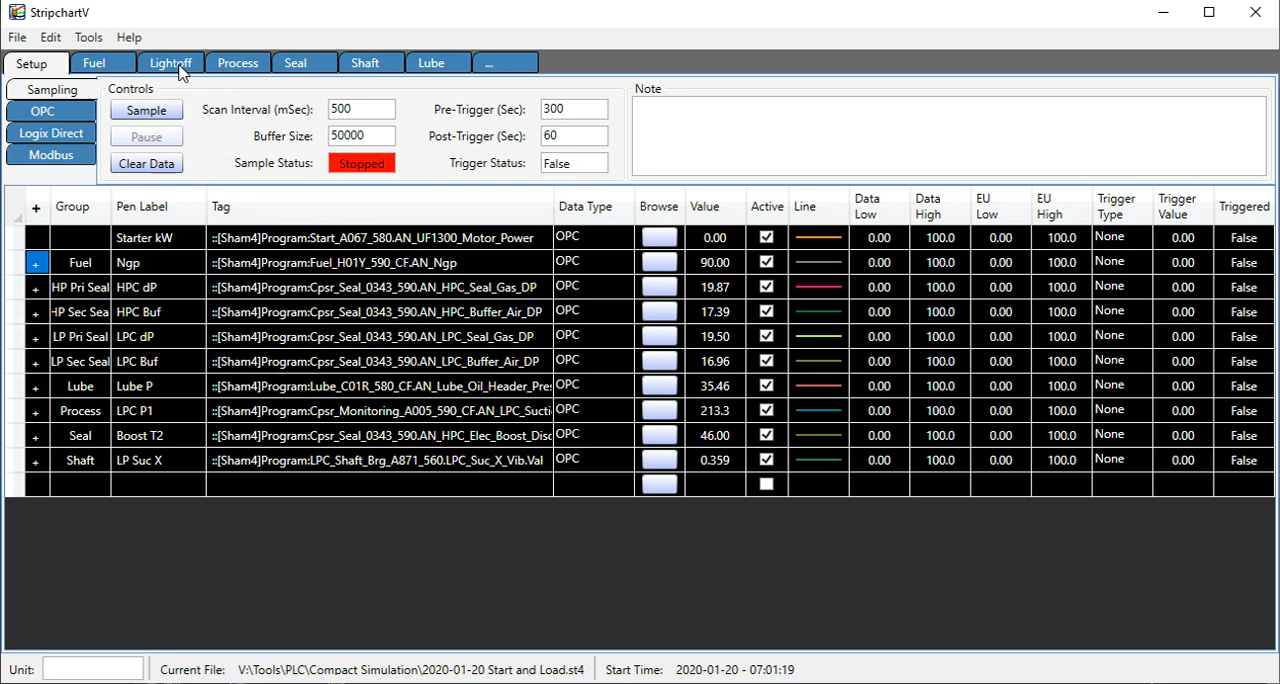 StripchartV
File Edit Tools Help
Setup Fuel Lightoff Process Seal Shaft Lube ...
Sampling
OPC
Logix Direct
Modbus
Controls
Sample Scan Interval (mSec): 500 Pre-Trigger (Sec): 300
Pause Buffer Size: 50000 Post-Trigger (Sec): 60
Clear Data Sample Status: Stopped Trigger Status: False
Note
+ Group Pen Label Tag Data Type Browse Value Active Line Data Low Data High EU Low EU High Trigger Type Trigger Value Triggered
Starter kW ::[Sham4]Program:Start_A067_580.AN_UF1300_Motor_Power OPC 0.00 0.00 100.0 0.00 100.0 None 0.00 False
+ Fuel Ngp ::[Sham4]Program:Fuel_H01Y_590_CF.AN_Ngp OPC 90.00 0.00 100.0 0.00 100.0 None 0.00 False
+ HP Pri Seal HPC dP ::[Sham4]Program:Cpsr_Seal_0343_590.AN_HPC_Seal_Gas_DP OPC 19.87 0.00 100.0 0.00 100.0 None 0.00 False
+ HP Sec Sea HPC Buf ::[Sham4]Program:Cpsr_Seal_0343_590.AN_HPC_Buffer_Air_DP OPC 17.39 0.00 100.0 0.00 100.0 None 0.00 False
+ LP Pri Seal LPC dP ::[Sham4]Program:Cpsr_Seal_0343_590.AN_LPC_Seal_Gas_DP OPC 19.50 0.00 100.0 0.00 100.0 None 0.00 False
+ LP Sec Seal LPC Buf ::[Sham4]Program:Cpsr_Seal_0343_590.AN_LPC_Buffer_Air_DP OPC 16.96 0.00 100.0 0.00 100.0 None 0.00 False
+ Lube Lube P ::[Sham4]Program:Lube_C01R_580_CF.AN_Lube_Oil_Header_Pre OPC 35.46 0.00 100.0 0.00 100.0 None 0.00 False
+ Process LPC P1 ::[Sham4]Program:Cpsr_Monitoring_A005_590_CF.AN_LPC_Sucti OPC 213.3 0.00 100.0 0.00 100.0 None 0.00 False
+ Seal Boost T2 ::[Sham4]Program:Cpsr_Seal_0343_590.AN_HPC_Elec_Boost_Disc OPC 46.00 0.00 100.0 0.00 100.0 None 0.00 False
+ Shaft LP Suc X ::[Sham4]Program:LPC_Shaft_Brg_A871_560.LPC_Suc_X_Vib.Val OPC 0.359 0.00 100.0 0.00 100.0 None 0.00 False
Unit: Current File: V:\Tools\PLC\Compact Simulation\2020-01-20 Start and Load.st4 Start Time: 2020-01-20 - 07:01:19